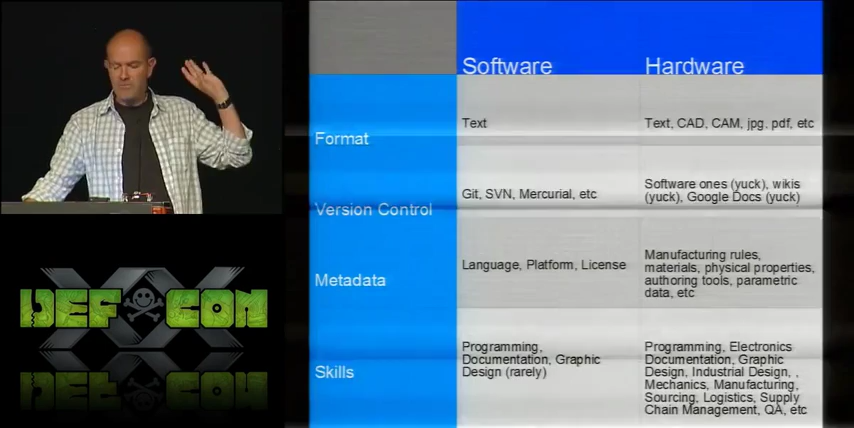 Software
Hardware
Format
Text
Text, CAD, CAM, jpg, pdf, etc
Version Control
Git, SVN, Mercurial, etc
Software ones (yuck), wikis
(yuck), Google Docs (yuck)
Metadata
Language, Platform, License
Manufacturing rules,
materials, physical properties,
authoring tools, parametric
data, etc
Skills
Programming,
Documentation, Graphic
Design (rarely)
Programming, Electronics
Documentation, Graphic
Design, Industrial Design, ,
Mechanics, Manufacturing,
Sourcing, Logistics, Supply
Chain Management, QA, etc
XX
DEF CON